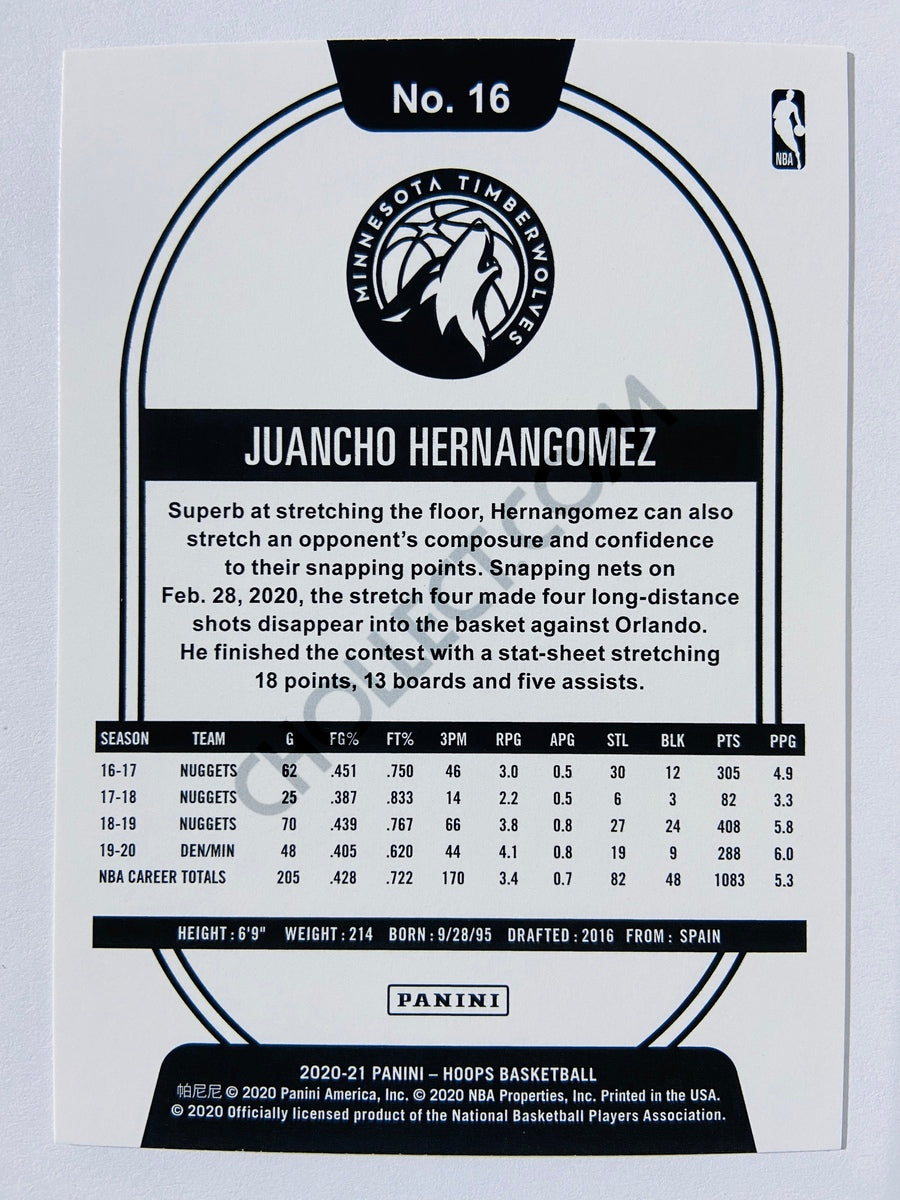 No. 16
NBA
MINNESOTA TIMBERWOLVES
JUANCHO HERNANGOMEZ
Superb at stretching the floor, Hernangomez can also
stretch an opponent's composure and confidence
to their snapping points. Snapping nets on
Feb. 28, 2020, the stretch four made four long-distance
shots disappear into the basket against Orlando.
He finished the contest with a stat-sheet stretching
18 points, 13 boards and five assists.
CHOLLECT.COM
SEASON TEAM G FG% FT% 3PM RPG APG STL BLK PTS PPG
16-17 NUGGETS 62 .451 .750 46 3.0 0.5 30 12 305 4.9
17-18 NUGGETS 25 .387 .833 14 2.2 0.5 6 3 82 3.3
18-19 NUGGETS 70 .439 .767 66 3.8 0.8 27 24 408 5.8
19-20 DEN/MIN 48 .405 .620 44 4.1 0.8 19 9 288 6.0
NBA CAREER TOTALS 205 .428 .722 170 3.4 0.7 82 48 1083 5.3
HEIGHT: 6'9" WEIGHT: 214 BORN: 9/28/95 DRAFTED: 2016 FROM: SPAIN
PANINI
2020-21 PANINI – HOOPS BASKETBALL
帕尼尼 © 2020 Panini America, Inc. © 2020 NBA Properties, Inc. Printed in the USA.
© 2020 Officially licensed product of the National Basketball Players Association.